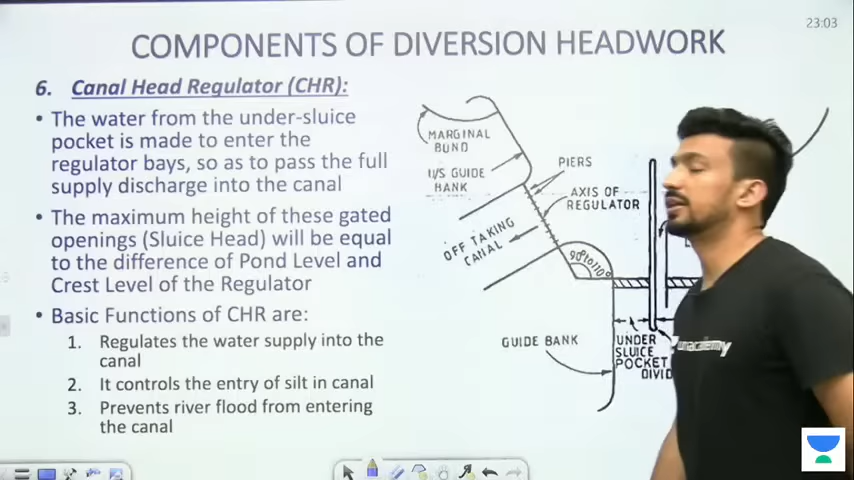 23:03
COMPONENTS OF DIVERSION HEADWORK
6. Canal Head Regulator (CHR):
• The water from the under-sluice
pocket is made to enter the
regulator bays, so as to pass the full
supply discharge into the canal
• The maximum height of these gated
openings (Sluice Head) will be equal
to the difference of Pond Level and
Crest Level of the Regulator
• Basic Functions of CHR are:
1. Regulates the water supply into the
canal
2. It controls the entry of silt in canal
3. Prevents river flood from entering
the canal
MARGINAL
BUND
U/S GUIDE
BANK
PIERS
AXIS OF
REGULATOR
OFF TAKING
CANAL
90° to 110°
GUIDE BANK
UNDER
SLUICE
POCKET
DIVID
unacademy